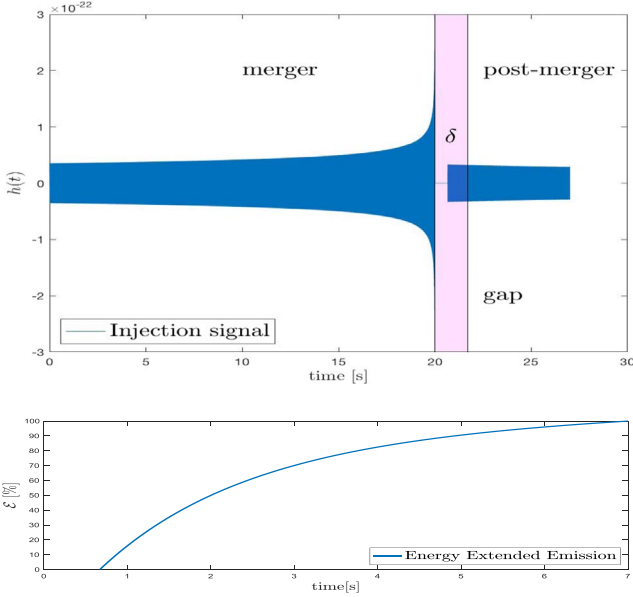 ×10⁻²²
3
2
1
0
-1
-2
-3
h(t)
merger
post-merger
δ
gap
Injection signal
0 5 10 15 20 25 30
time [s]
100
90
80
70
60
50
40
30
20
10
0
ℰ [%]
Energy Extended Emission
0 1 2 3 4 5 6 7
time[s]